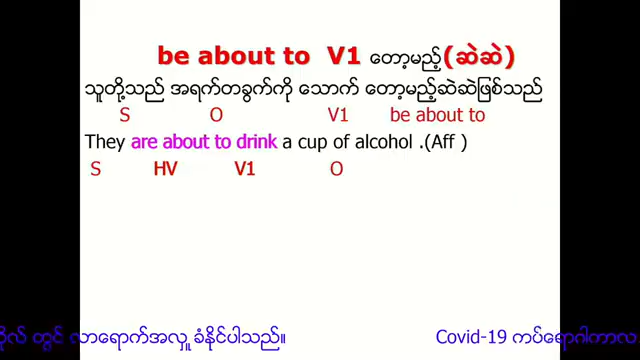 be about to V1 တော့မည့်(ဆဲဆဲ)
သူတို့သည် အရက်တခွက်ကို သောက် တော့မည့်ဆဲဆဲဖြစ်သည်
S O V1 be about to
They are about to drink a cup of alcohol .(Aff )
S HV V1 O
တွင် လာရောက်အလှူ ခံနိုင်ပါသည်။ Covid-19 ကပ်ရောဂါကာလ